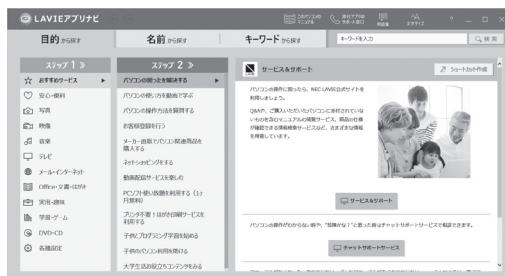 LAVIEアプリナビ
このパソコンの
マニュアル
添付アプリの
サポート窓口
用語集
文字サイズ
目的 から探す
名前 から探す
キーワード から探す
キーワードを入力
検索
ステップ 1
おすすめサービス
安心・便利
写真
映像
音楽
テレビ
メール・インターネット
Office・文書・はがき
実用・趣味
学習・ゲーム
DVD・CD
各種設定
ステップ 2
パソコンの困ったを解決する
パソコンの使い方を動画で学ぶ
パソコンの操作方法を質問する
お客様登録を行う
メーカー直販でパソコン関連商品を
購入する
ネットショッピングをする
動画配信サービスを楽しむ
PCソフト使い放題を利用する（1ヶ
月無料）
プリンタ不要！はがき印刷サービスを
利用する
子供とプログラミング学習を始める
子供のパソコン利用を助ける
大学生活お役立ちコンテンツをみる
サービス&サポート
ショートカット作成
パソコンの操作に困ったら、NEC LAVIE公式サイトを
利用しましょう。
Q&Aや、ご購入いただいたパソコンに添付されていな
いものを含むマニュアルの閲覧サービス、商品の仕様
が確認できる情報検索サービスなど、さまざまな情報
を用意しています。
サービス&サポート
パソコンの操作がわからない時や、"故障かな？"と思った時はチャットサポートサービスで相談できます。
チャットサポートサービス